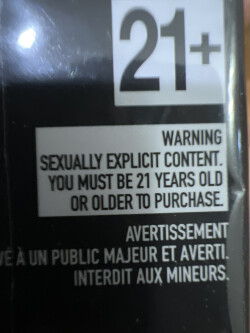 21+
WARNING
SEXUALLY EXPLICIT CONTENT.
YOU MUST BE 21 YEARS OLD
OR OLDER TO PURCHASE.
AVERTISSEMENT
À UN PUBLIC MAJEUR ET AVERTI.
INTERDIT AUX MINEURS.